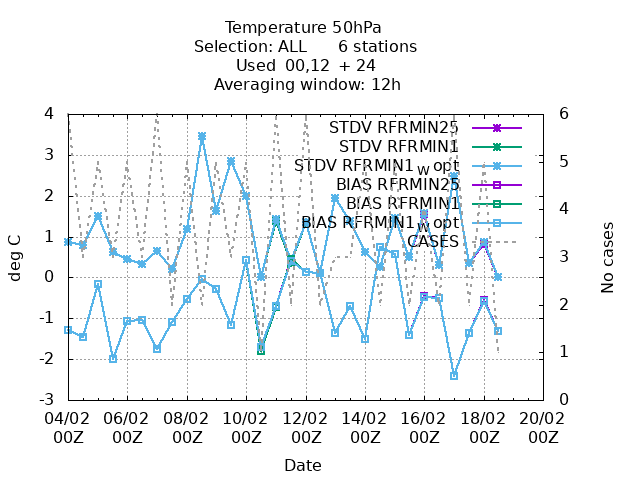 Temperature 50hPa
Selection: ALL 6 stations
Used 00,12 + 24
Averaging window: 12h
STDV RFRMIN25
STDV RFRMIN1
STDV RFRMIN1w opt
BIAS RFRMIN25
BIAS RFRMIN1
BIAS RFRMIN1w opt
CASES
4
3
2
1
0
-1
-2
-3
deg C
6
5
4
3
2
1
0
No cases
04/02 06/02 08/02 10/02 12/02 14/02 16/02 18/02 20/02
00Z 00Z 00Z 00Z 00Z 00Z 00Z 00Z 00Z
Date